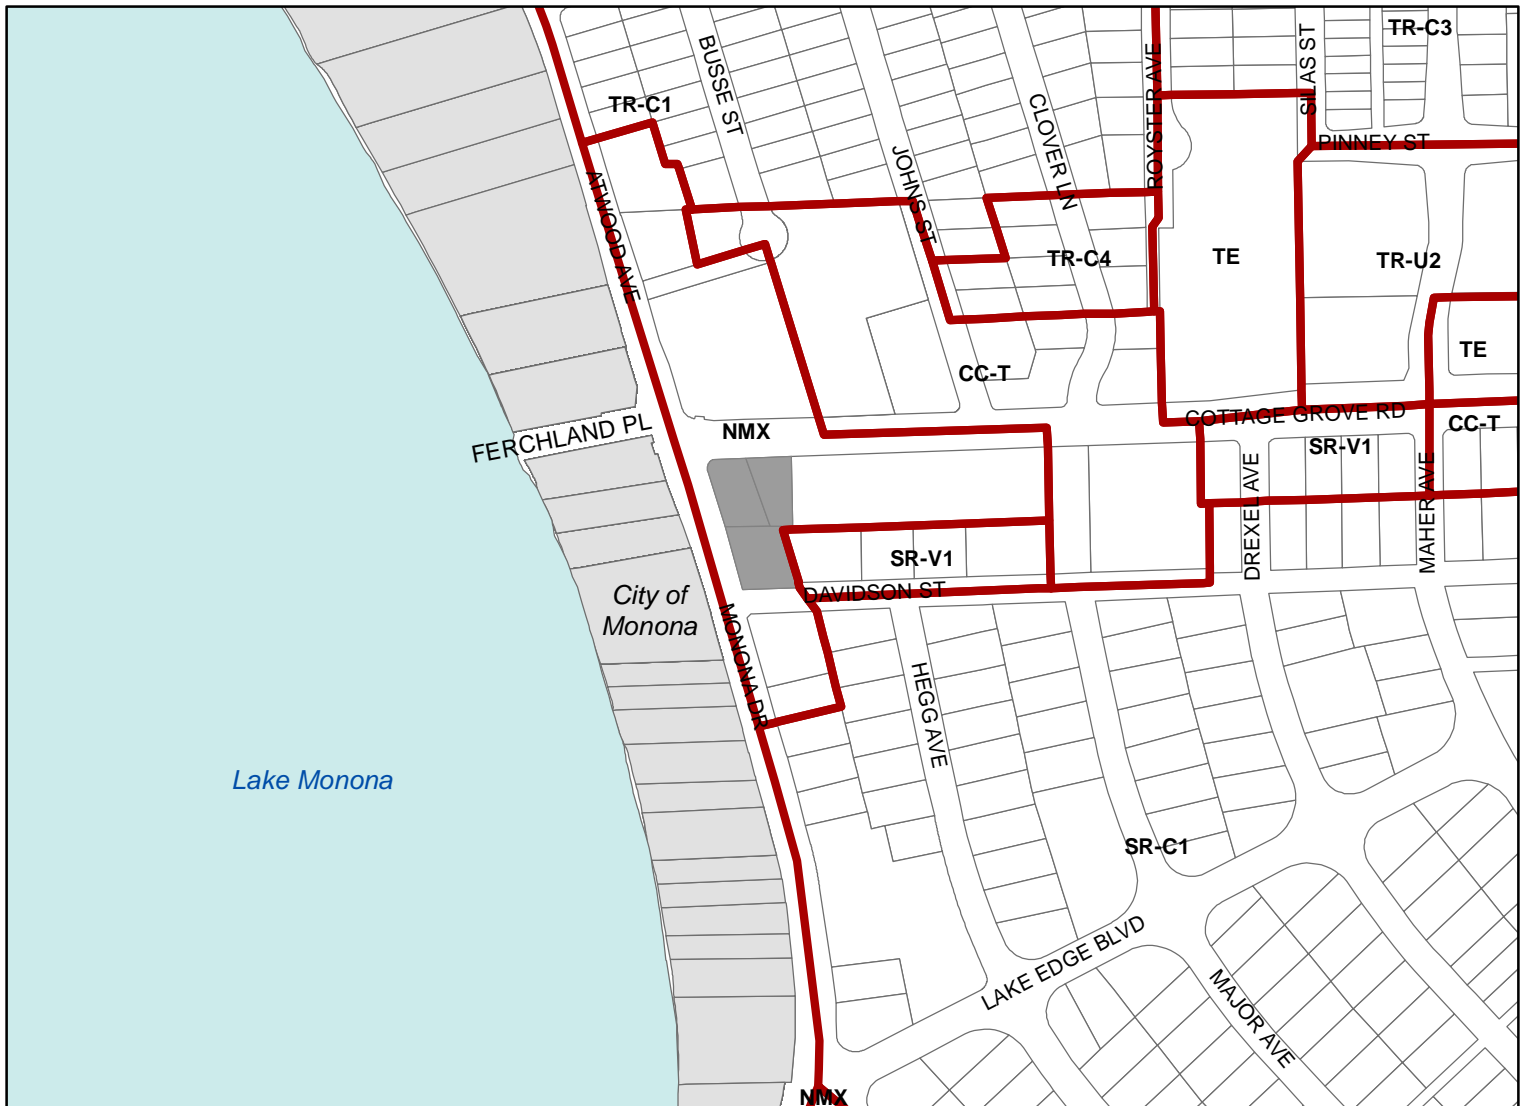 TR-C3
SILAS ST
BUSSE ST
ROYSTER AVE
TR-C1
CLOVER LN
PINNEY ST
JOHNS ST
ATWOOD AVE
TR-C4
TE
TR-U2
TE
CC-T
COTTAGE GROVE RD
CC-T
FERCHLAND PL
NMX
SR-V1
DREXEL AVE
MAHER AVE
SR-V1
DAVIDSON ST
City of
Monona
MONONA DR
HEGG AVE
Lake Monona
SR-C1
LAKE EDGE BLVD
MAJOR AVE
NMX